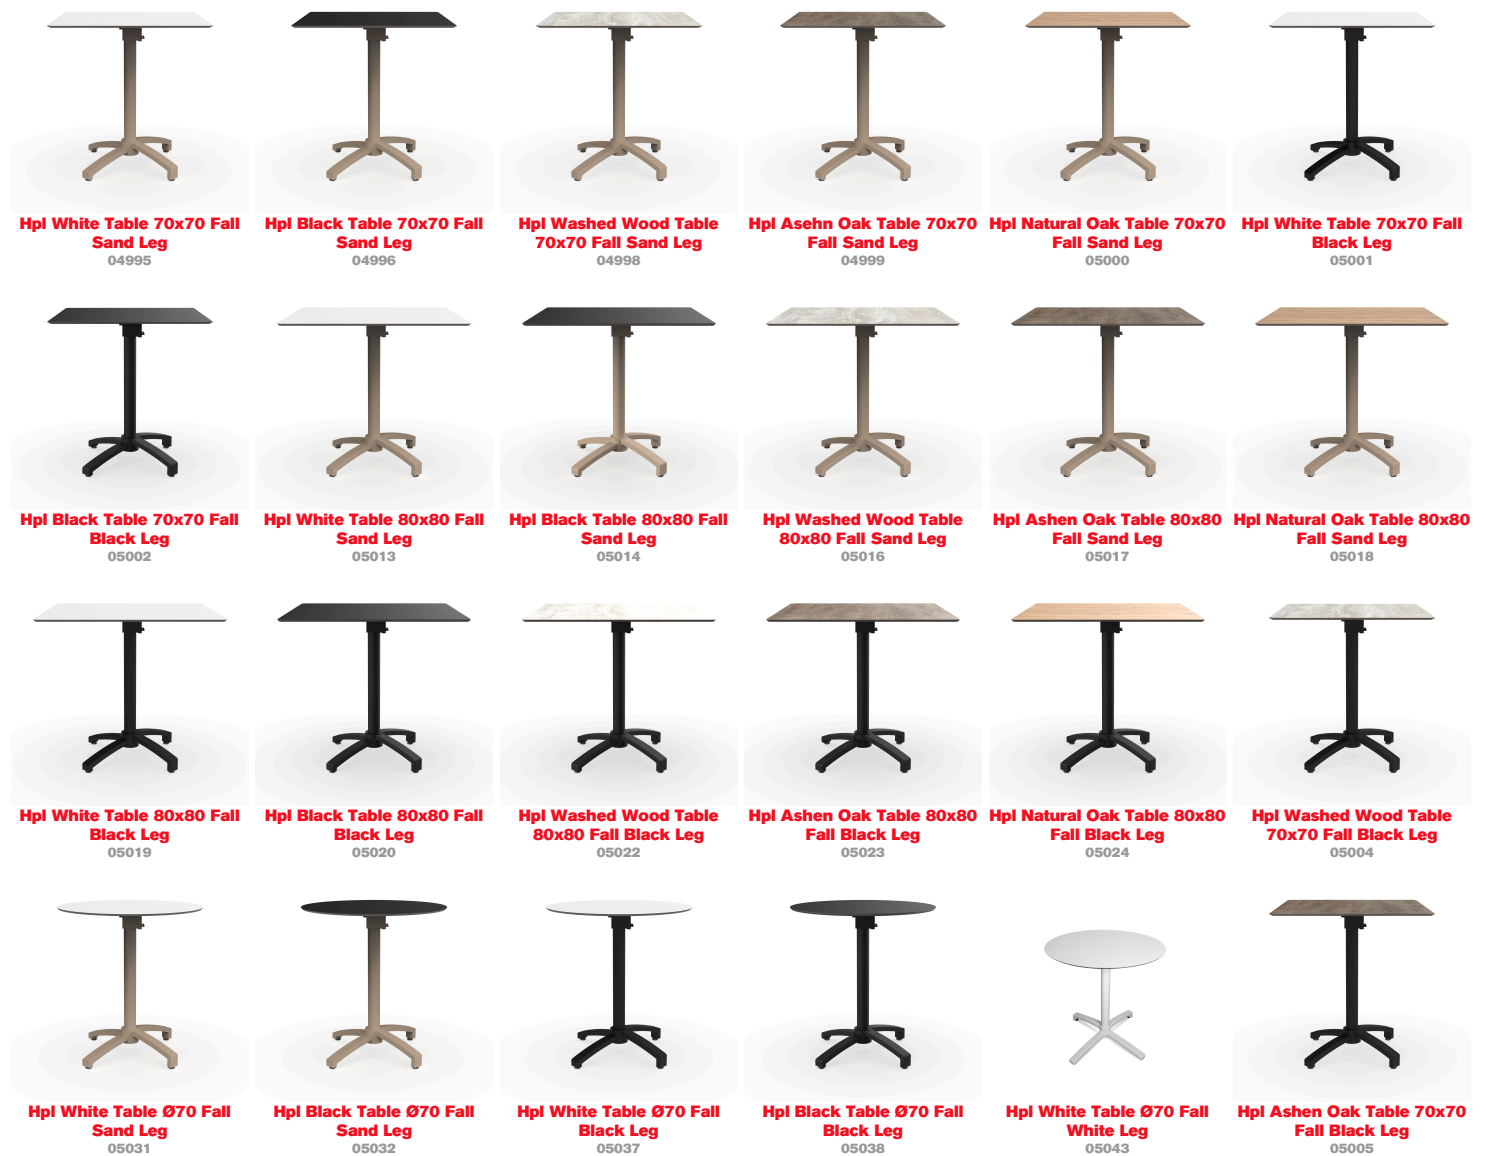 Hpl White Table 70x70 Fall
Sand Leg
04995
Hpl Black Table 70x70 Fall
Sand Leg
04996
Hpl Washed Wood Table
70x70 Fall Sand Leg
04998
Hpl Asehn Oak Table 70x70
Fall Sand Leg
04999
Hpl Natural Oak Table 70x70
Fall Sand Leg
05000
Hpl White Table 70x70 Fall
Black Leg
05001
Hpl Black Table 70x70 Fall
Black Leg
05002
Hpl White Table 80x80 Fall
Sand Leg
05013
Hpl Black Table 80x80 Fall
Sand Leg
05014
Hpl Washed Wood Table
80x80 Fall Sand Leg
05016
Hpl Ashen Oak Table 80x80
Fall Sand Leg
05017
Hpl Natural Oak Table 80x80
Fall Sand Leg
05018
Hpl White Table 80x80 Fall
Black Leg
05019
Hpl Black Table 80x80 Fall
Black Leg
05020
Hpl Washed Wood Table
80x80 Fall Black Leg
05022
Hpl Ashen Oak Table 80x80
Fall Black Leg
05023
Hpl Natural Oak Table 80x80
Fall Black Leg
05024
Hpl Washed Wood Table
70x70 Fall Black Leg
05004
Hpl White Table Ø70 Fall
Sand Leg
05031
Hpl Black Table Ø70 Fall
Sand Leg
05032
Hpl White Table Ø70 Fall
Black Leg
05037
Hpl Black Table Ø70 Fall
Black Leg
05038
Hpl White Table Ø70 Fall
White Leg
05043
Hpl Ashen Oak Table 70x70
Fall Black Leg
05005